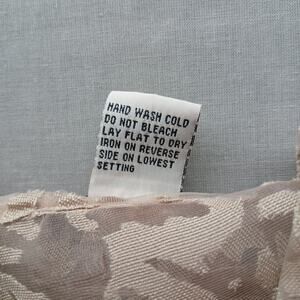 HAND WASH COLD
DO NOT BLEACH
LAY FLAT TO DRY
IRON ON REVERSE
SIDE ON LOWEST
SETTING